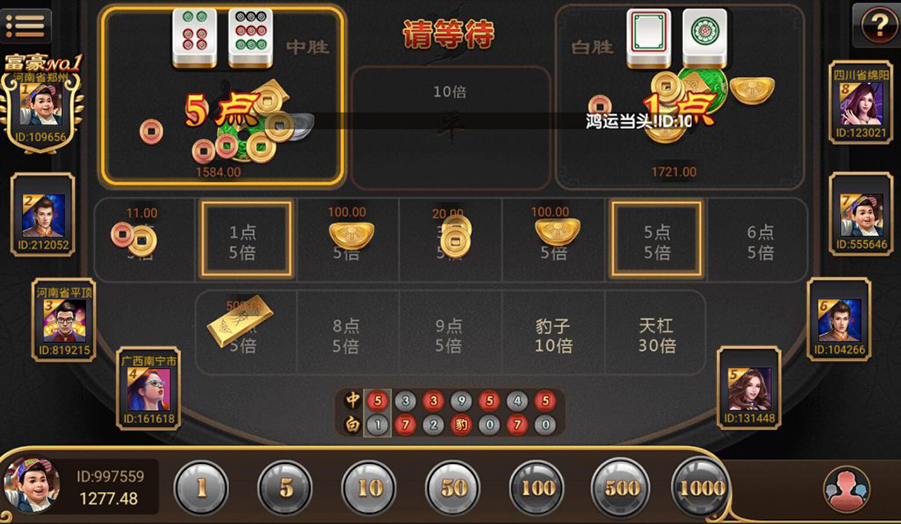 请等待
富豪No.1
河南省郑州
1
ID:109656
中胜
5点
1584.00
10倍
白胜
鸿运当头!ID:10
1点
1721.00
四川省绵阳
8
ID:123021
2
ID:212052
11.00
5倍
1点
5倍
100.00
5倍
20.00
5倍
100.00
5倍
5点
5倍
6点
5倍
7
ID:555646
河南省平顶
3
ID:819215
5倍
8点
5倍
9点
5倍
豹子
10倍
天杠
30倍
6
ID:104266
广西南宁市
4
ID:161618
中 5 3 3 9 5 4 5
白 1 7 2 豹 0 7 0
5
ID:131448
ID:997559
1277.48
1 5 10 50 100 500 1000
?